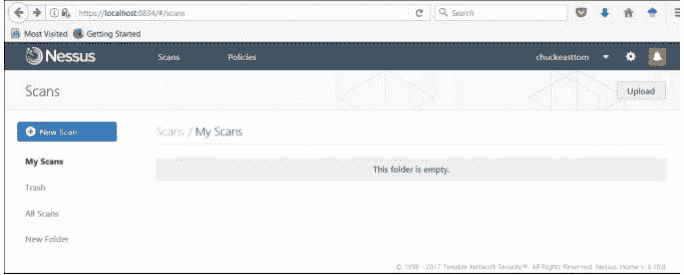 https://localhost:8834/#/scans
Search
Most Visited Getting Started
Nessus Scans Policies chuckeasttom
Scans Upload
New Scan Scans / My Scans
My Scans This folder is empty.
Trash
All Scans
New Folder
© 1998 - 2017 Tenable Network Security®. All Rights Reserved. Nessus Home v. 6.10.8